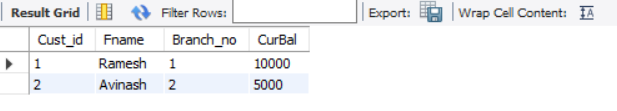 Result Grid Filter Rows: Export: Wrap Cell Content: IA
Cust_id Fname Branch_no CurBal
1 Ramesh 1 10000
2 Avinash 2 5000